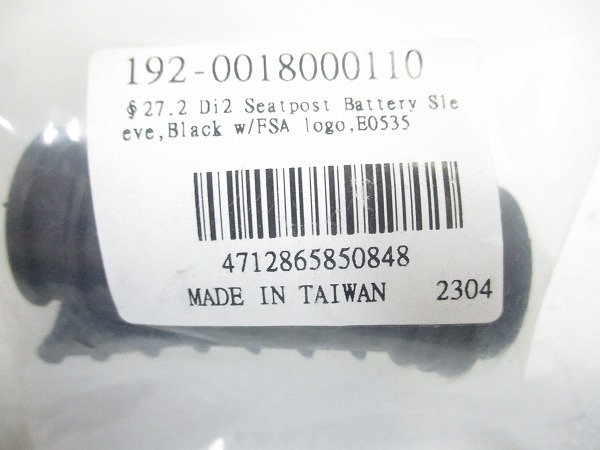 192-0018000110
§27.2 Di2 Seatpost Battery Sle
eve,Black w/FSA logo,E0535
4712865850848
MADE IN TAIWAN 2304